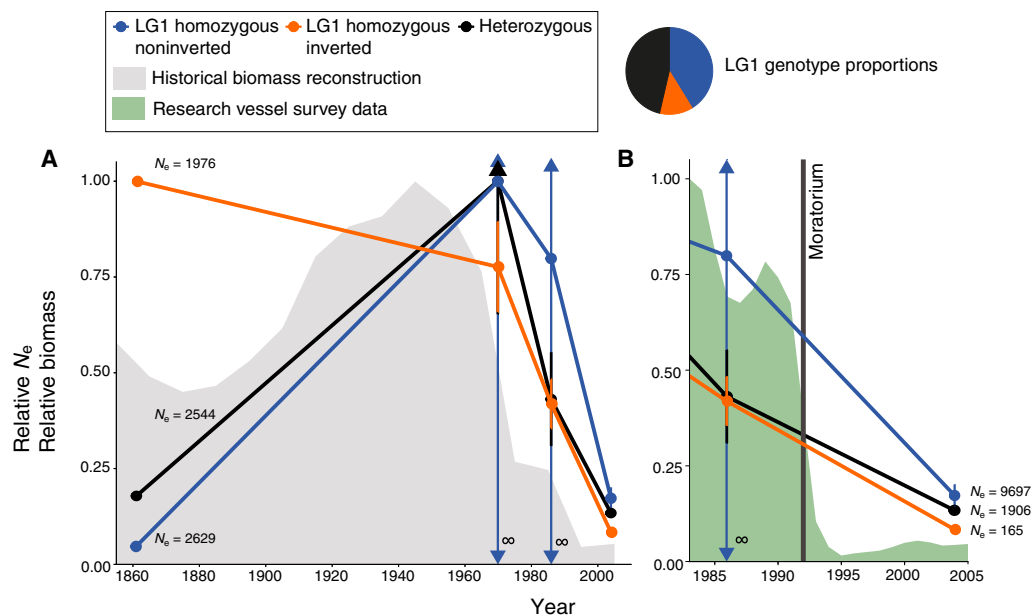 LG1 homozygous noninverted
LG1 homozygous inverted
Heterozygous
Historical biomass reconstruction
Research vessel survey data
LG1 genotype proportions
A
B
Relative Ne
Relative biomass
1.00
0.75
0.50
0.25
0.00
Ne = 1976
Ne = 2544
Ne = 2629
∞
∞
1860
1880
1900
1920
1940
1960
1980
2000
1.00
0.75
0.50
0.25
0.00
Moratorium
∞
Ne = 9697
Ne = 1906
Ne = 165
1985
1990
1995
2000
2005
Year